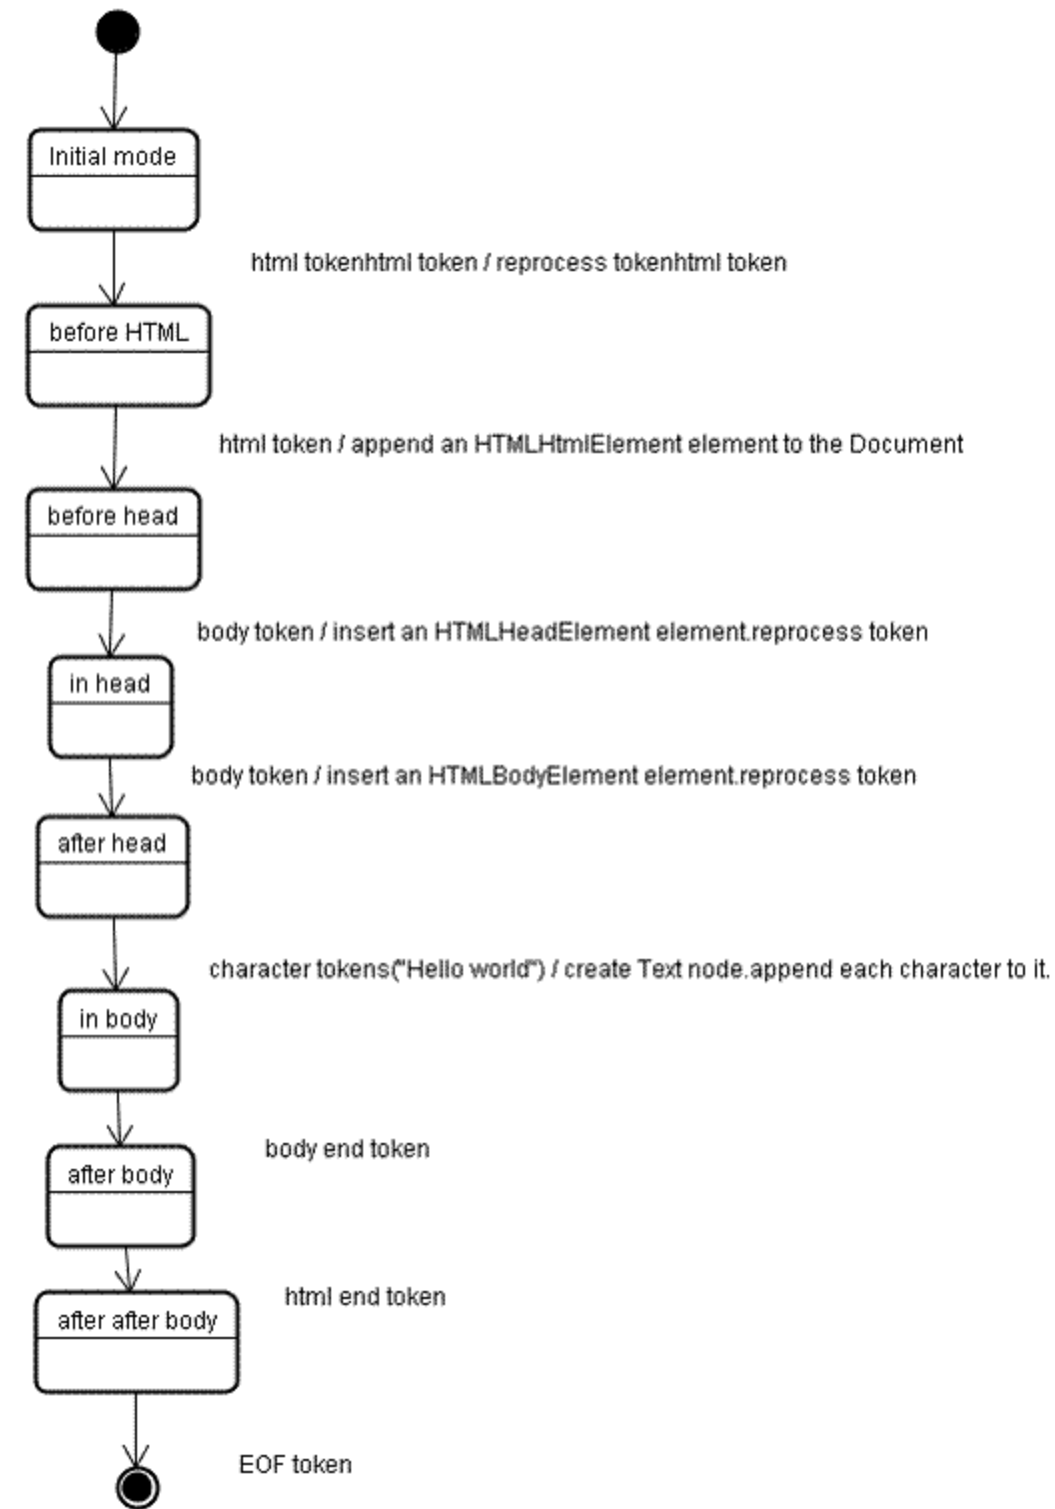 Initial mode
html tokenhtml token / reprocess tokenhtml token
before HTML
html token / append an HTMLHtmlElement element to the Document
before head
body token / insert an HTMLHeadElement element.reprocess token
in head
body token / insert an HTMLBodyElement element.reprocess token
after head
character tokens("Hello world") / create Text node.append each character to it.
in body
body end token
after body
html end token
after after body
EOF token